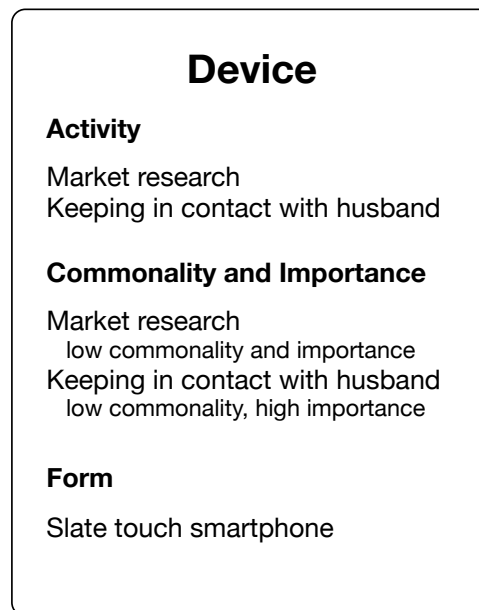 Device
Activity
Market research
Keeping in contact with husband
Commonality and Importance
Market research
low commonality and importance
Keeping in contact with husband
low commonality, high importance
Form
Slate touch smartphone